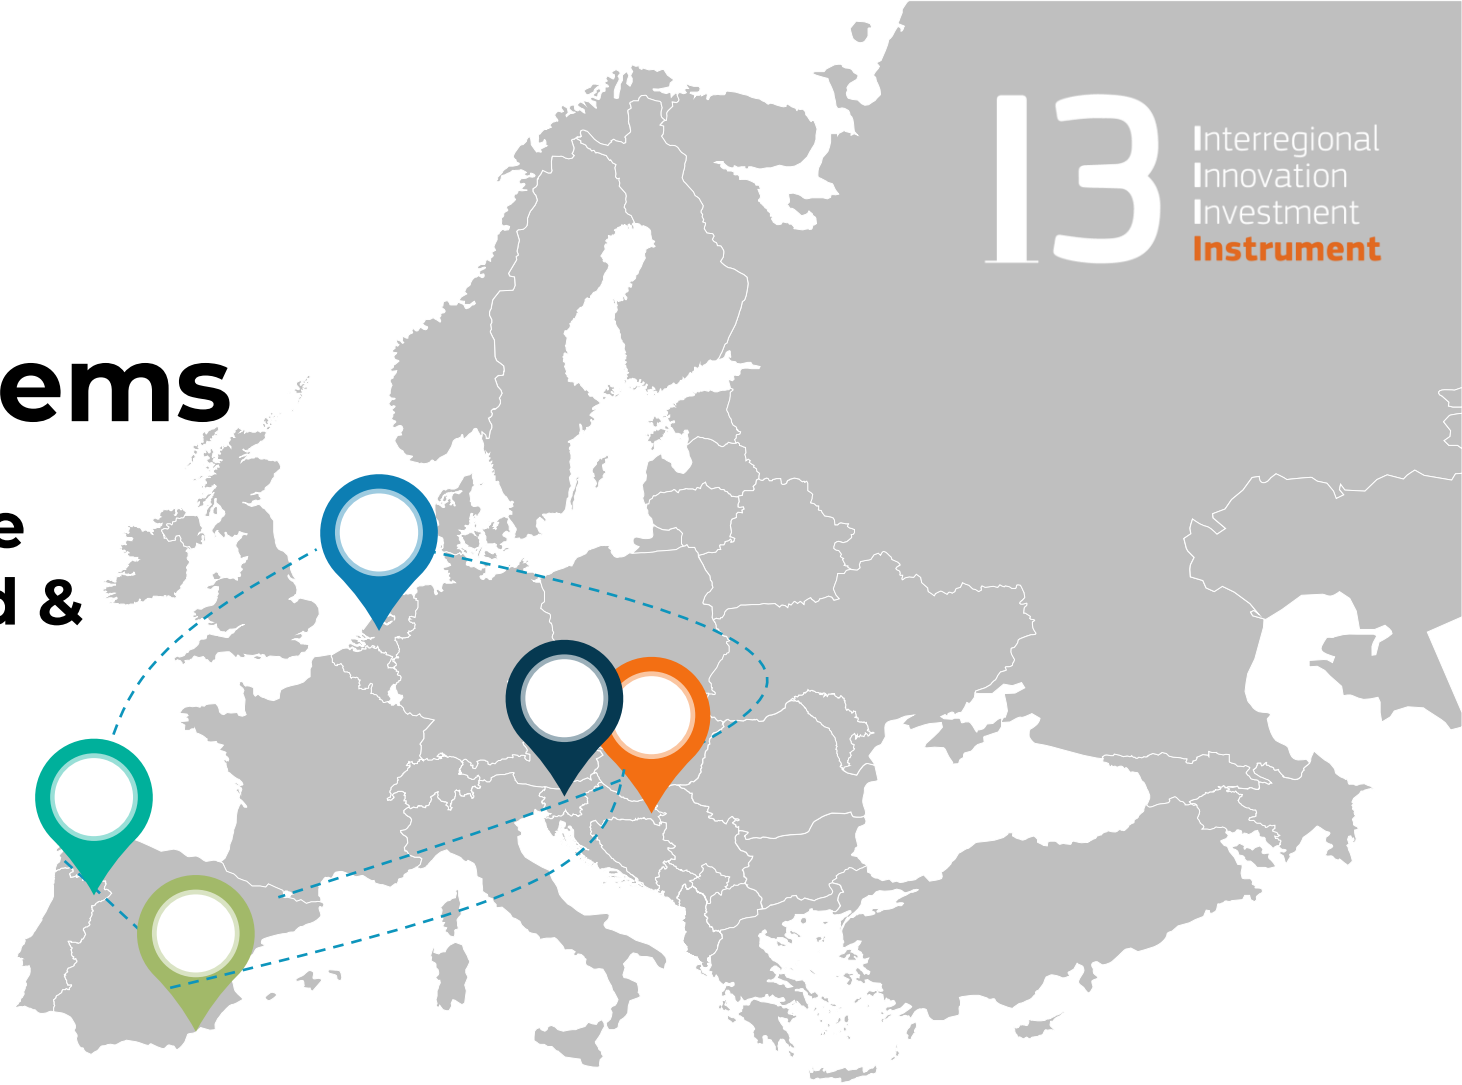 I3
Interregional
Innovation
Investment
Instrument
ems
e
d &